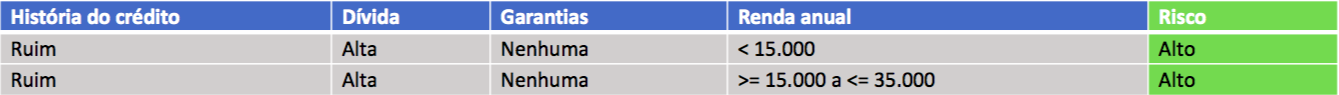 História do crédito Dívida Garantias Renda anual Risco
Ruim Alta Nenhuma < 15.000 Alto
Ruim Alta Nenhuma >= 15.000 a <= 35.000 Alto